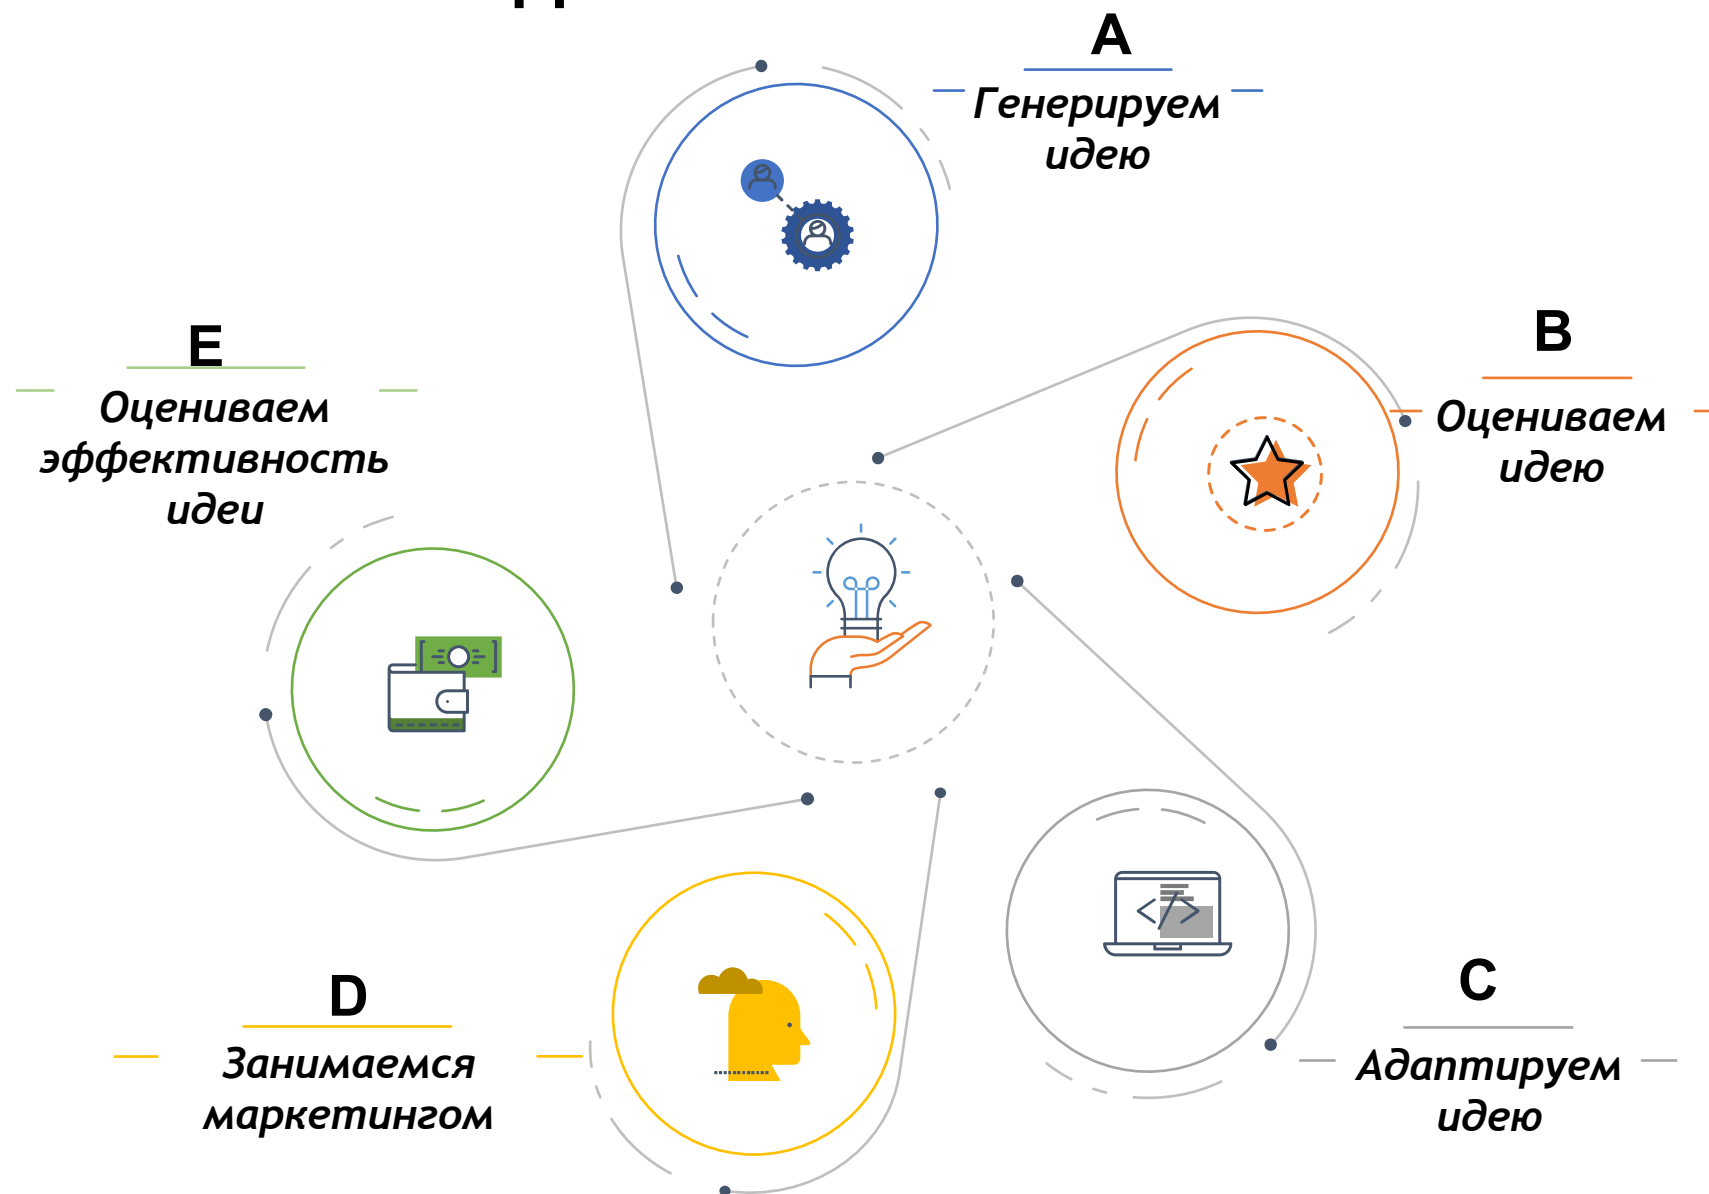 A
Генерируем
идею
B
Оцениваем
идею
C
Адаптируем
идею
D
Занимаемся
маркетингом
E
Оцениваем
эффективность
идеи